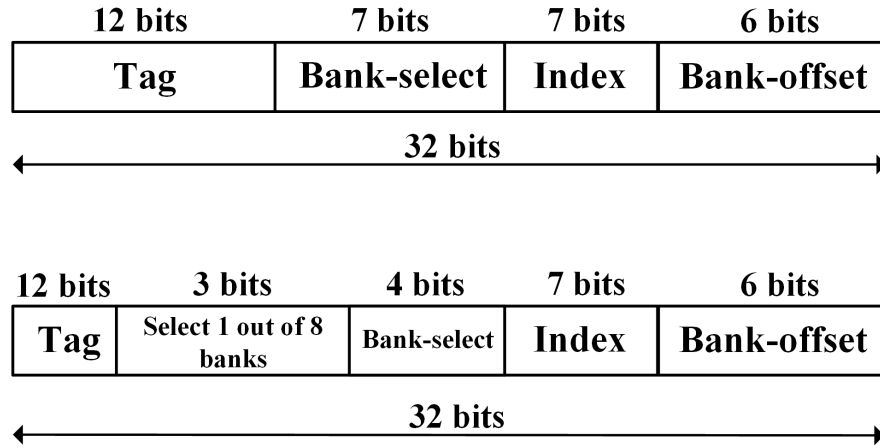 12 bits 7 bits 7 bits 6 bits
Tag Bank-select Index Bank-offset
32 bits
12 bits 3 bits 4 bits 7 bits 6 bits
Tag Select 1 out of 8 banks Bank-select Index Bank-offset
32 bits